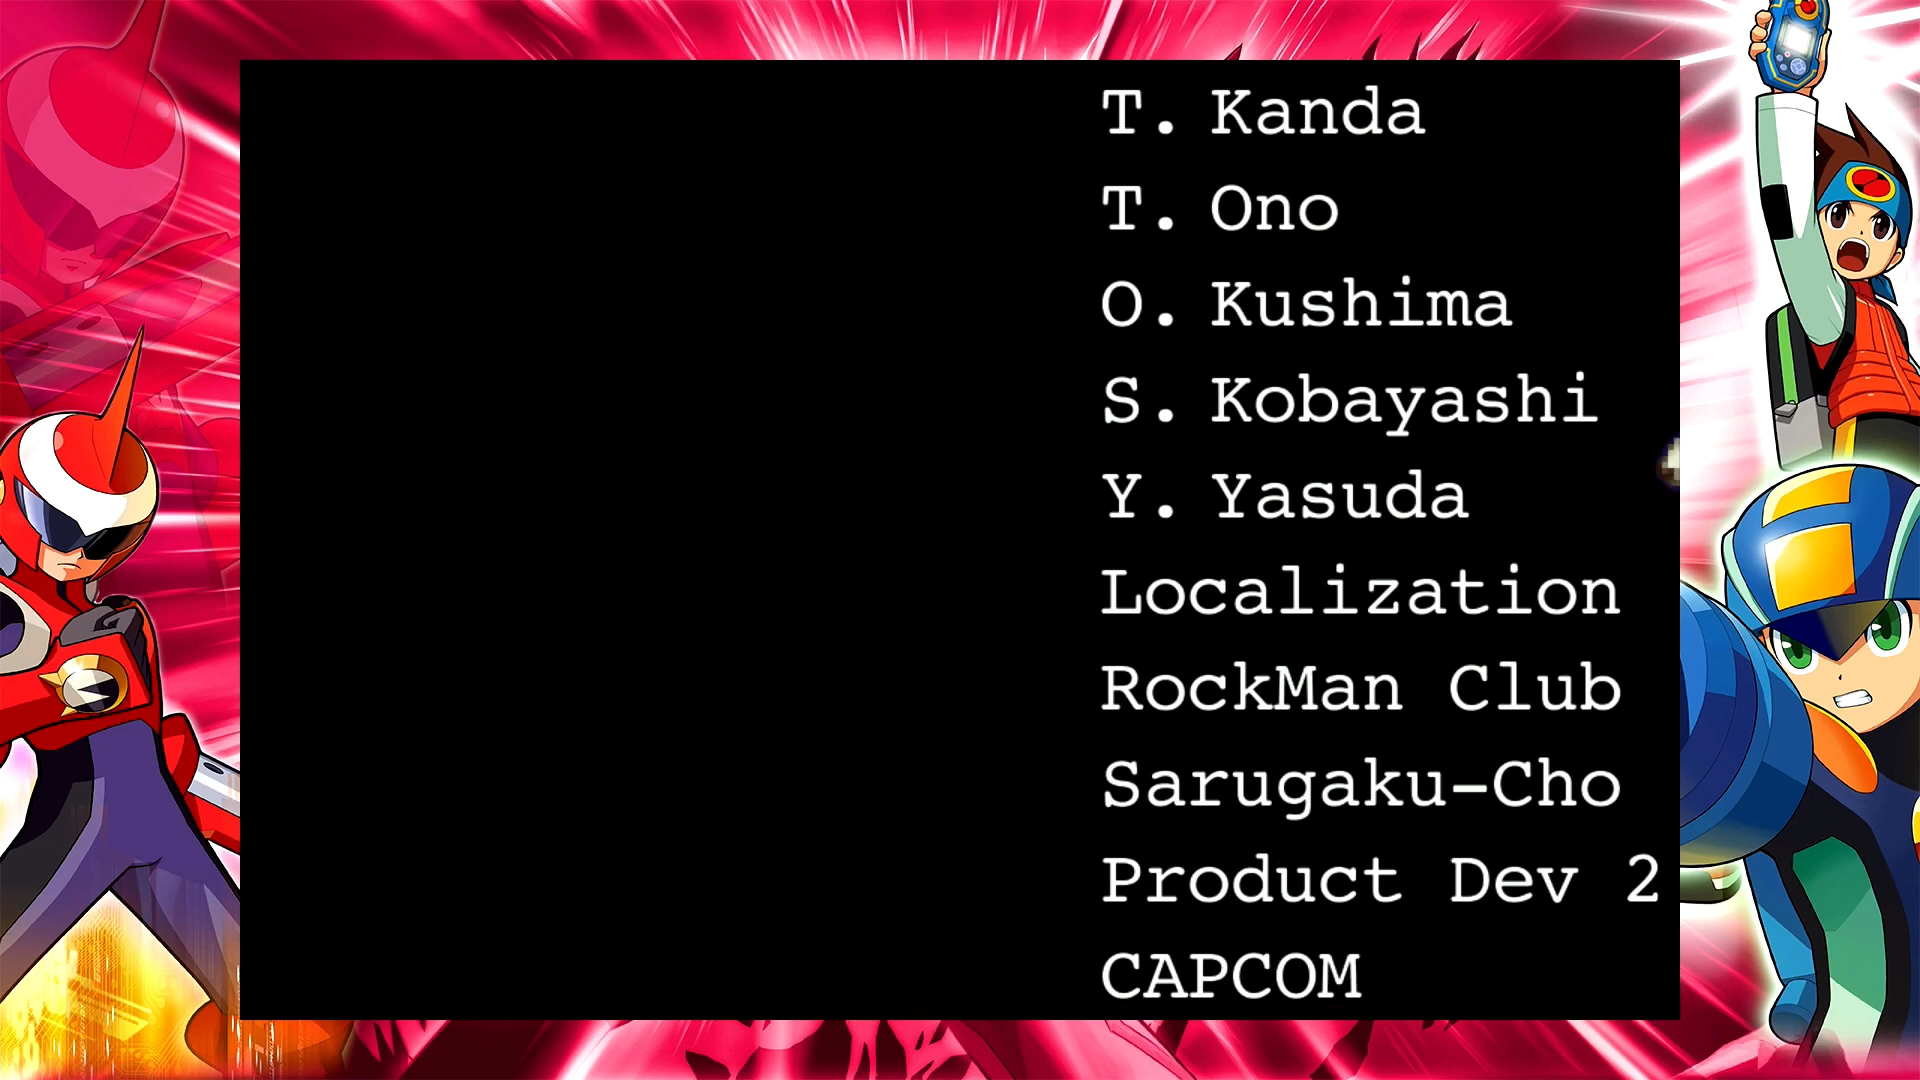 T. Kanda
T. Ono
O. Kushima
S. Kobayashi
Y. Yasuda
Localization
RockMan Club
Sarugaku-Cho
Product Dev 2
CAPCOM